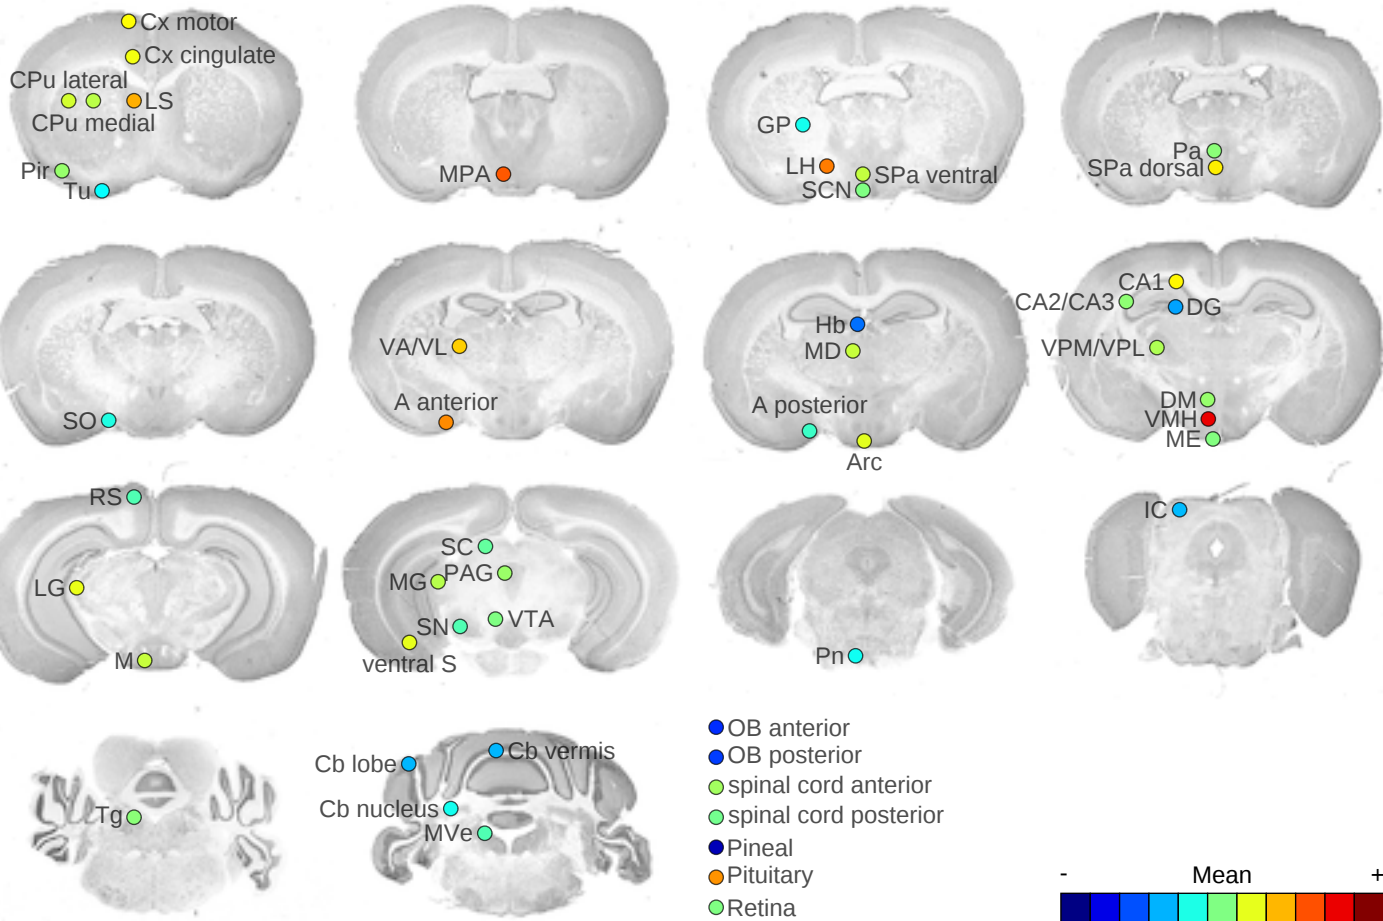 Cx motor
Cx cingulate
CPu lateral
LS
CPu medial
Pir
Tu
MPA
GP
LH
SPa ventral
SCN
Pa
SPa dorsal
SO
VA/VL
A anterior
Hb
MD
A posterior
Arc
CA1
CA2/CA3
DG
VPM/VPL
DM
VMH
ME
RS
LG
M
SC
MG
PAG
SN
VTA
ventral S
Pn
IC
Tg
Cb lobe
Cb vermis
Cb nucleus
MVe
OB anterior
OB posterior
spinal cord anterior
spinal cord posterior
Pineal
Pituitary
Retina
- Mean +